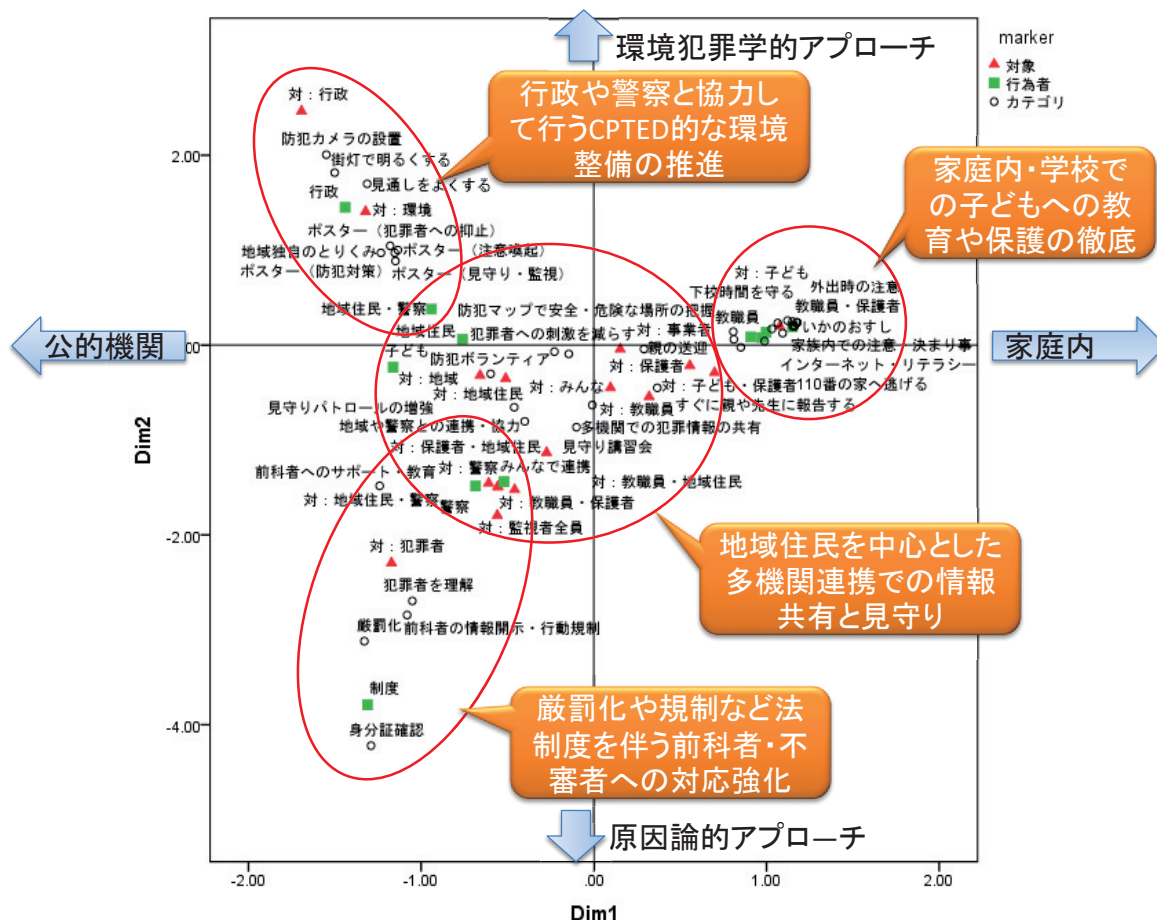 環境犯罪学的アプローチ
marker
対象
行為者
カテゴリ
行政や警察と協力し
て行うCPTED的な環境
整備の推進
家庭内・学校で
の子どもへの教
育や保護の徹底
対：行政
防犯カメラの設置
街灯で明るくする
行政
見通しをよくする
対：環境
ポスター（犯罪者への抑止）
地域独自のとりくみ
ポスター（注意喚起）
ポスター（防犯対策）
ポスター（見守り・監視）
対：子ども
外出時の注意
下校時間を守る
教職員・保護者
教職員
いかのおすし
家族内での注意・決まり事
インターネット・リテラシー
110番の家へ逃げる
地域住民・警察
防犯マップで安全・危険な場所の把握
地域住民
犯罪者への刺激を減らす
対：事業者
子ども
防犯ボランティア
親の送迎
対：地域
対：保護者
対：地域住民
対：みんな
対：子ども・保護者
対：教職員
すぐに親や先生に報告する
見守りパトロールの増強
地域や警察との連携・協力
多機関での犯罪情報の共有
対：保護者・地域住民
見守り講習会
前科者へのサポート・教育
対：警察
みんなで連携
対：教職員・地域住民
対：地域住民・警察
警察
対：教職員・保護者
対：監視者全員
対：犯罪者
犯罪者を理解
厳罰化
前科者の情報開示・行動規制
制度
身分証確認
地域住民を中心とした
多機関連携での情報
共有と見守り
厳罰化や規制など法
制度を伴う前科者・不
審者への対応強化
公的機関
家庭内
原因論的アプローチ
Dim2
2.00
.00
-2.00
-4.00
-2.00
-1.00
.00
1.00
2.00
Dim1